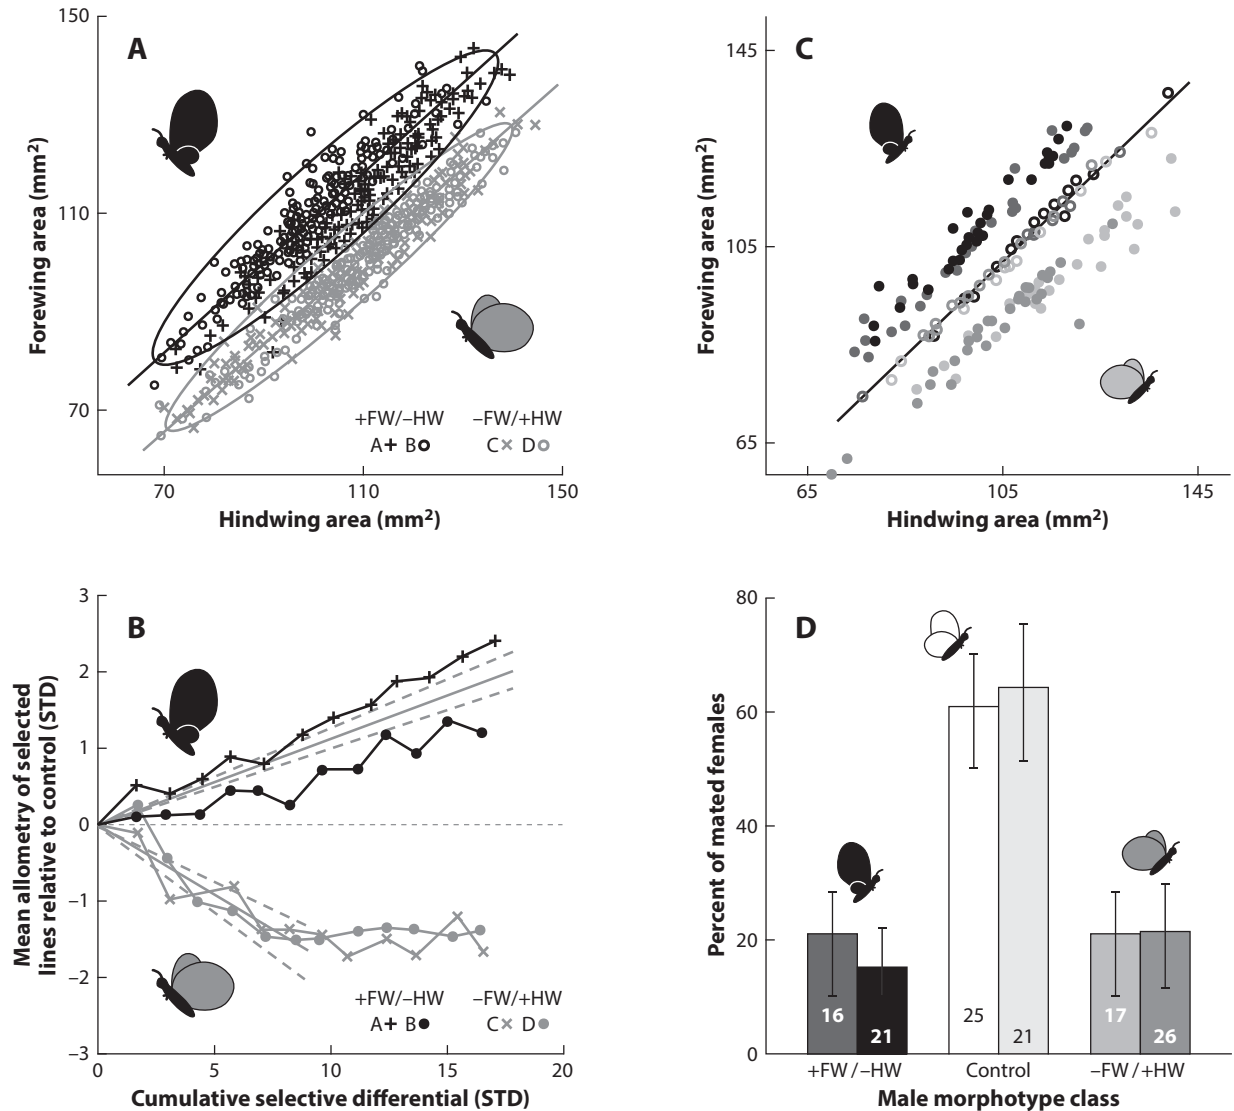 A
150
110
70
Forewing area (mm²)
+FW/–HW –FW/+HW
A+ B○ C× D○
70 110 150
Hindwing area (mm²)
C
145
105
65
Forewing area (mm²)
65 105 145
Hindwing area (mm²)
B
3
2
1
0
–1
–2
–3
Mean allometry of selected
lines relative to control (STD)
+FW/–HW –FW/+HW
A+ B● C× D●
0 5 10 15 20
Cumulative selective differential (STD)
D
80
60
40
20
0
Percent of mated females
16 21 25 21 17 26
+FW/–HW Control –FW/+HW
Male morphotype class